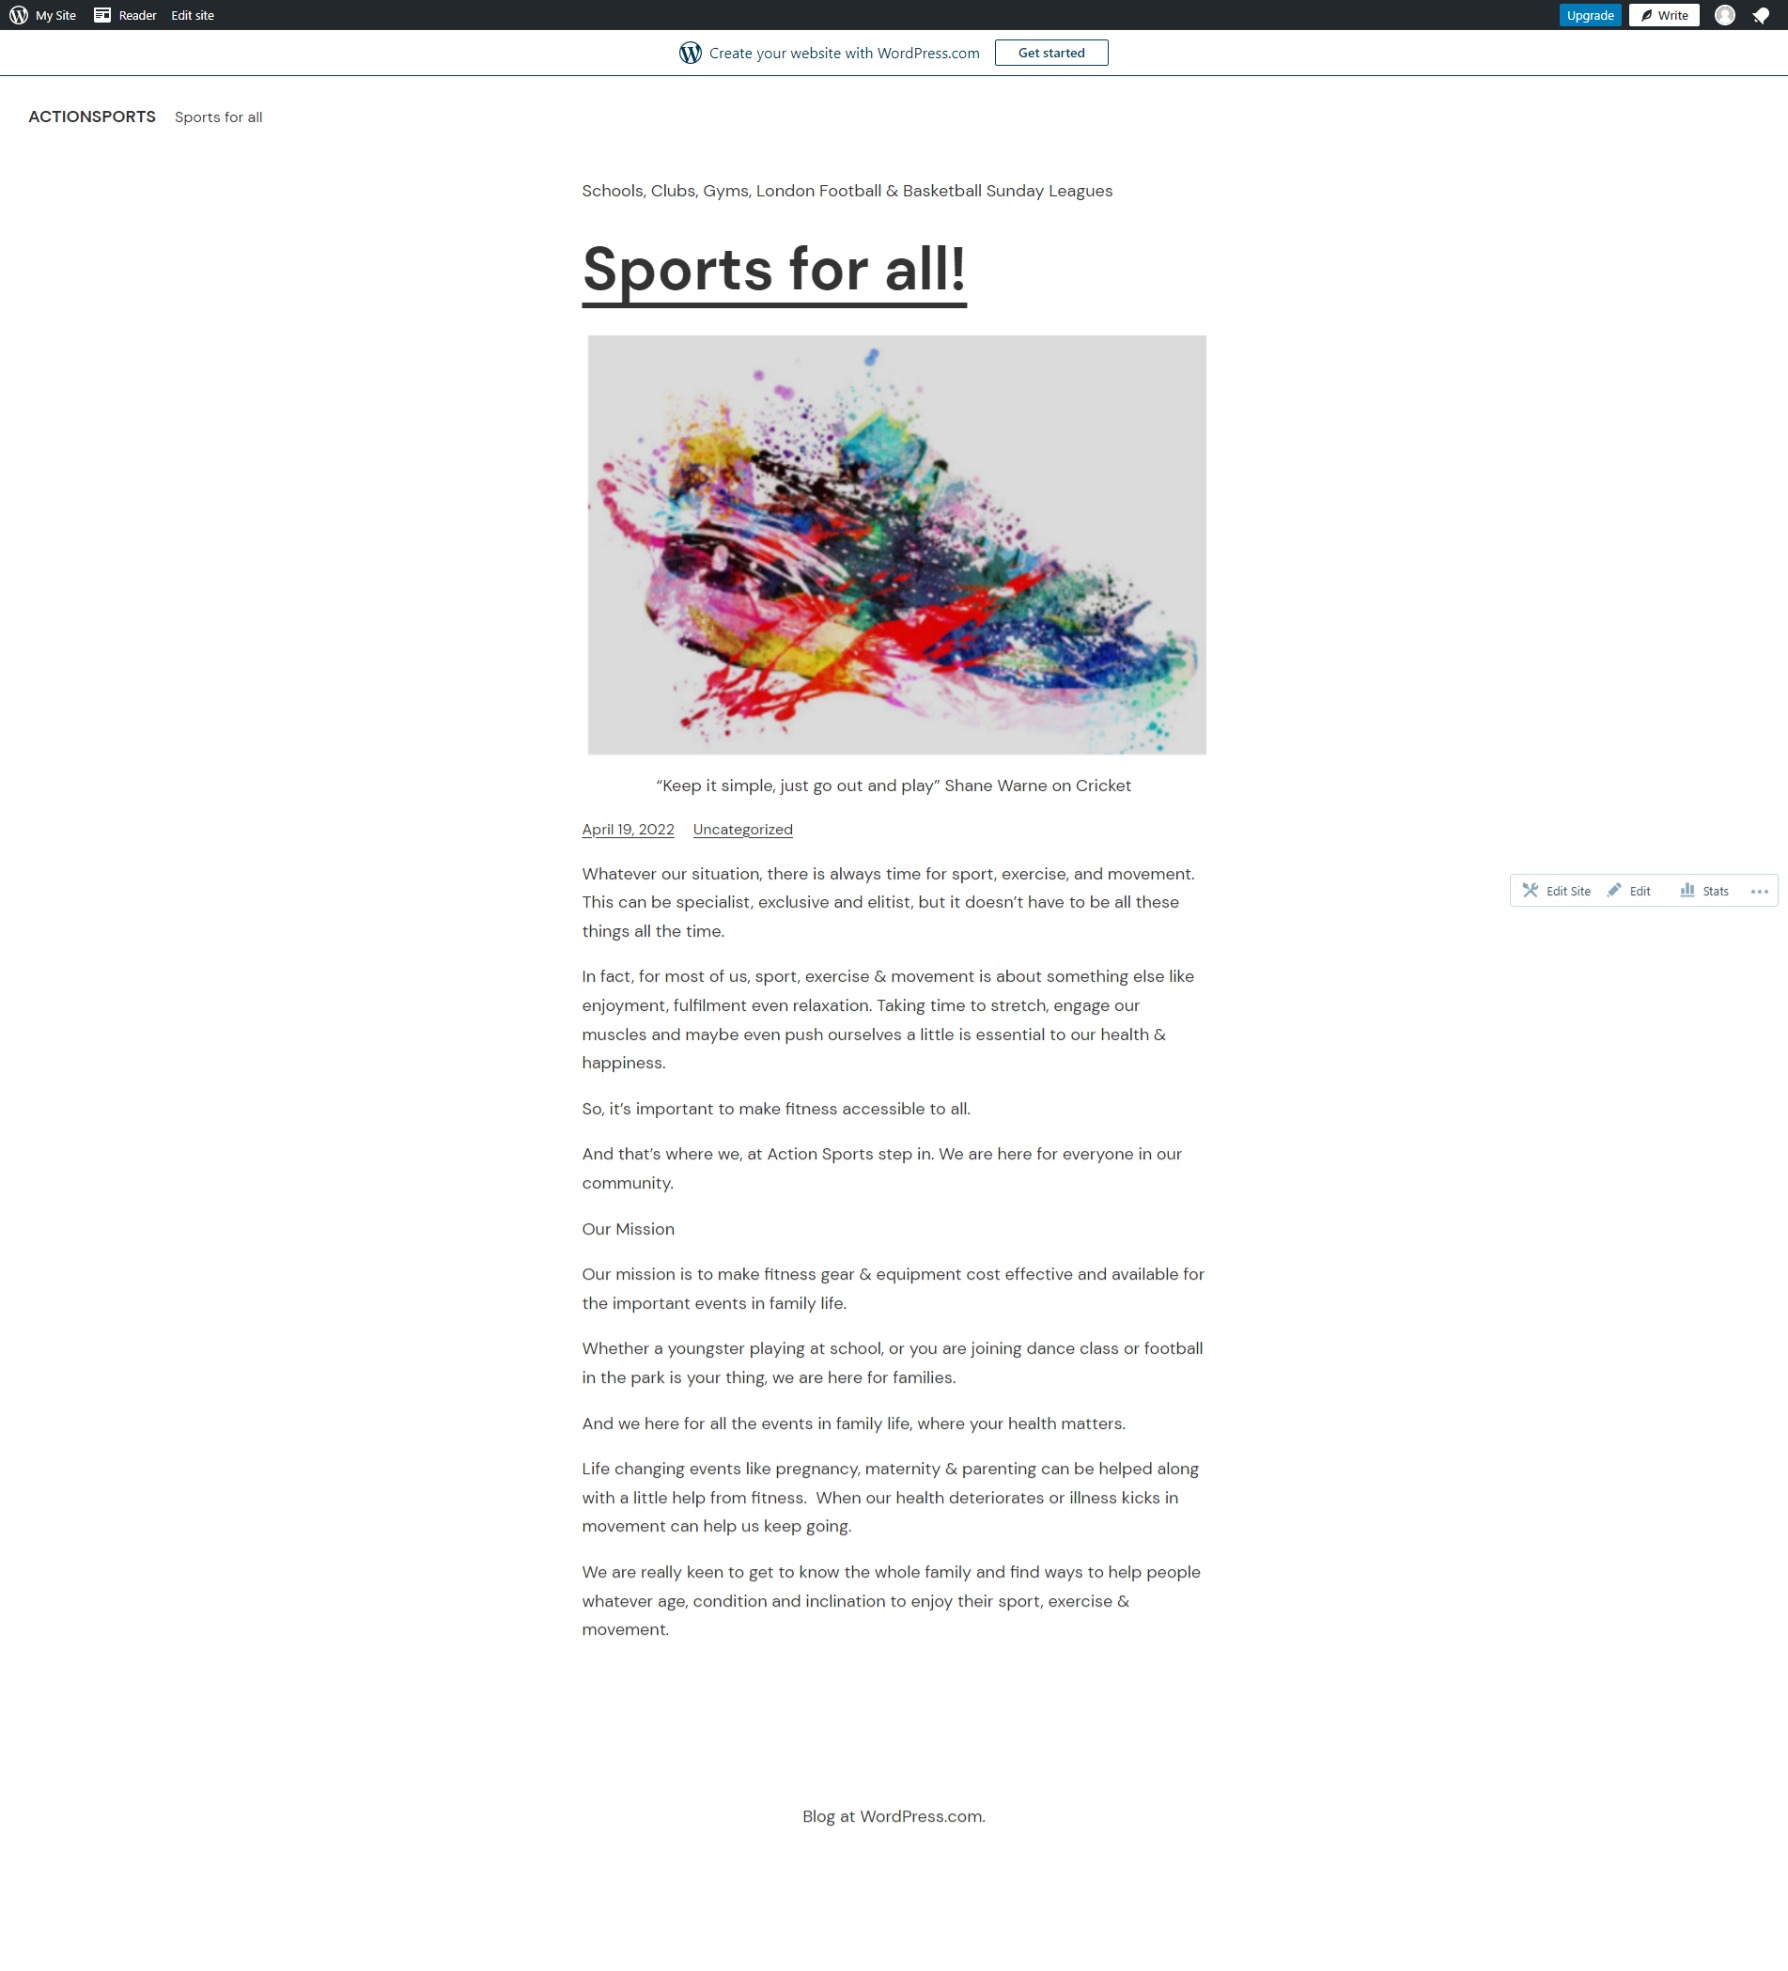 My Site Reader Edit site Upgrade Write
Create your website with WordPress.com Get started
ACTIONSPORTS Sports for all
Schools, Clubs, Gyms, London Football & Basketball Sunday Leagues
Sports for all!
“Keep it simple, just go out and play” Shane Warne on Cricket
April 19, 2022 Uncategorized
Whatever our situation, there is always time for sport, exercise, and movement.
This can be specialist, exclusive and elitist, but it doesn’t have to be all these
things all the time.
Edit Site Edit Stats
In fact, for most of us, sport, exercise & movement is about something else like
enjoyment, fulfilment even relaxation. Taking time to stretch, engage our
muscles and maybe even push ourselves a little is essential to our health &
happiness.
So, it’s important to make fitness accessible to all.
And that’s where we, at Action Sports step in. We are here for everyone in our
community.
Our Mission
Our mission is to make fitness gear & equipment cost effective and available for
the important events in family life.
Whether a youngster playing at school, or you are joining dance class or football
in the park is your thing, we are here for families.
And we here for all the events in family life, where your health matters.
Life changing events like pregnancy, maternity & parenting can be helped along
with a little help from fitness.  When our health deteriorates or illness kicks in
movement can help us keep going.
We are really keen to get to know the whole family and find ways to help people
whatever age, condition and inclination to enjoy their sport, exercise &
movement.
Blog at WordPress.com.